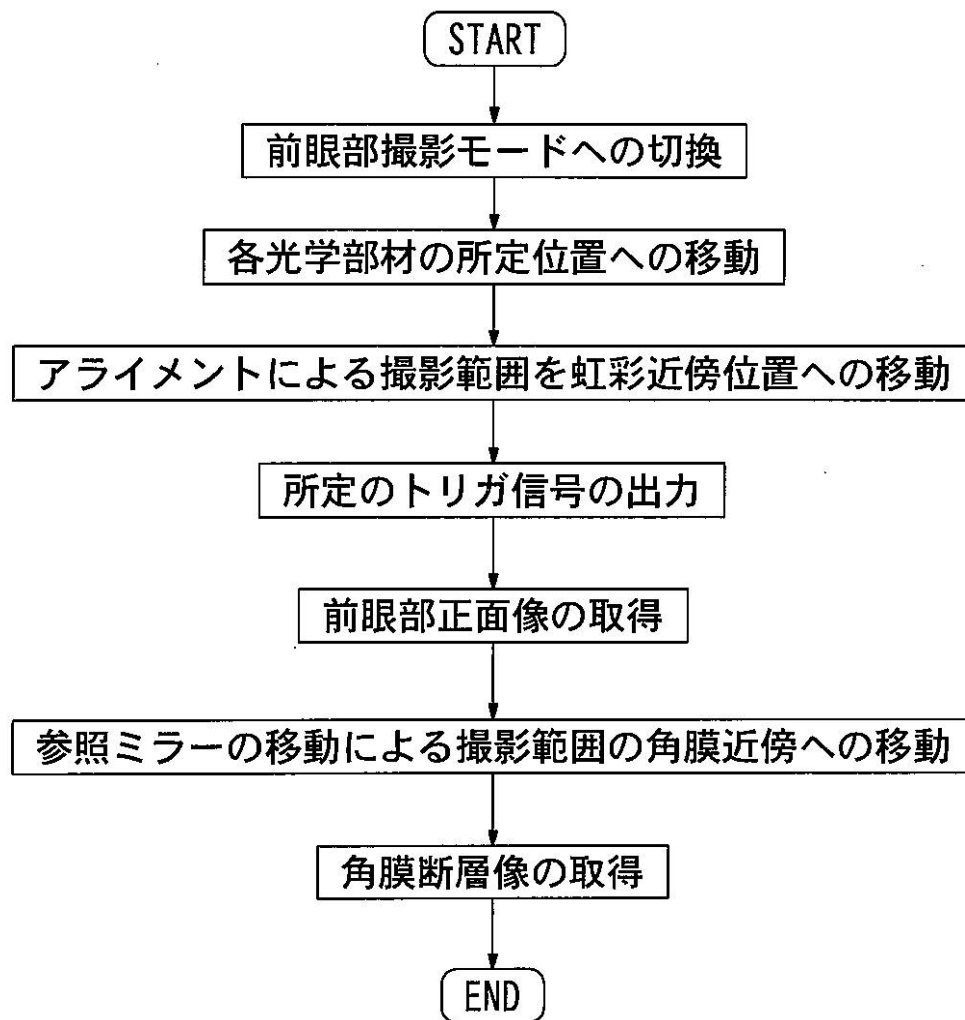 START
前眼部撮影モードへの切換
各光学部材の所定位置への移動
アライメントによる撮影範囲を虹彩近傍位置への移動
所定のトリガ信号の出力
前眼部正面像の取得
参照ミラーの移動による撮影範囲の角膜近傍への移動
角膜断層像の取得
END